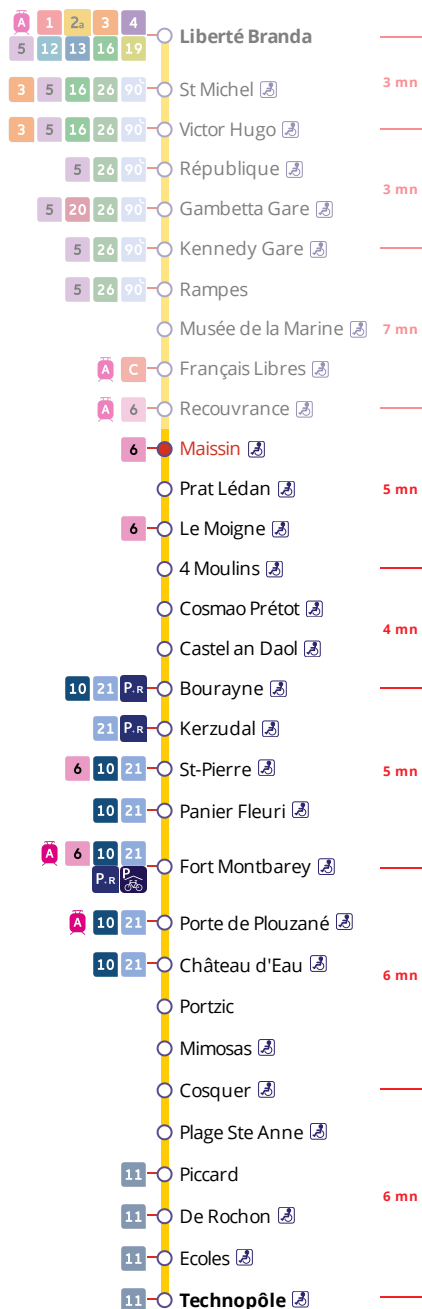 A 1 2a 3 4
5 12 13 16 19
Liberté Branda
3 5 16 26 90 St Michel
3 mn
3 5 16 26 90 Victor Hugo
5 26 90 République
3 mn
5 20 26 90 Gambetta Gare
5 26 90 Kennedy Gare
5 26 90 Rampes
Musée de la Marine 7 mn
A C Français Libres
A 6 Recouvrance
6 Maissin
Prat Lédan 5 mn
6 Le Moigne
4 Moulins
Cosmao Prétot
4 mn
Castel an Daol
10 21 P+R Bourayne
21 P+R Kerzudal
6 10 21 St-Pierre 5 mn
10 21 Panier Fleuri
A 6 10 21
Fort Montbarey
P+R P
A 10 21 Porte de Plouzané
10 21 Château d'Eau
6 mn
Portzic
Mimosas
Cosquer
Plage Ste Anne
11 Piccard
6 mn
11 De Rochon
11 Ecoles
11 Technopôle